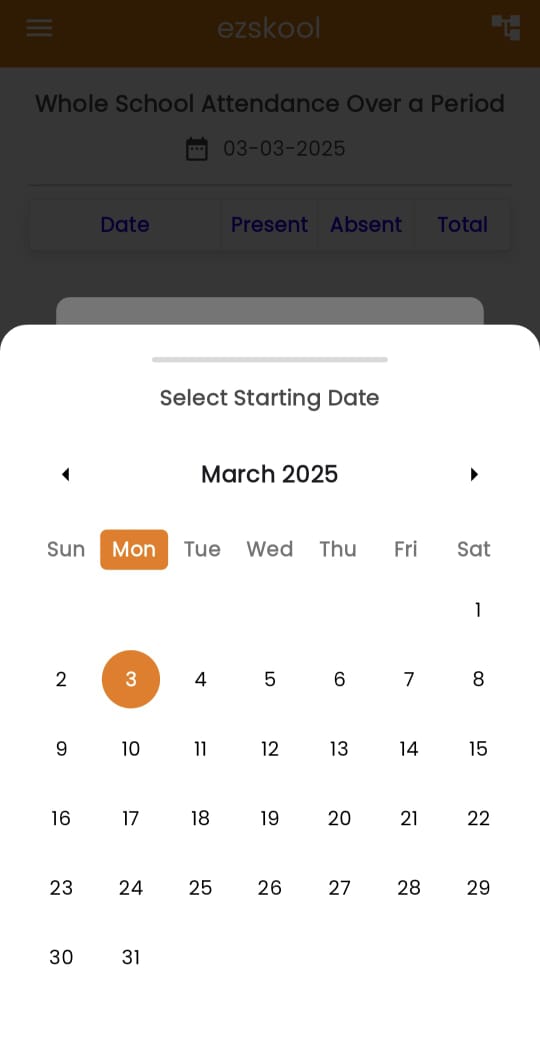 ezskool
Whole School Attendance Over a Period
03-03-2025
Date Present Absent Total
Select Starting Date
March 2025
Sun Mon Tue Wed Thu Fri Sat
1
2 3 4 5 6 7 8
9 10 11 12 13 14 15
16 17 18 19 20 21 22
23 24 25 26 27 28 29
30 31